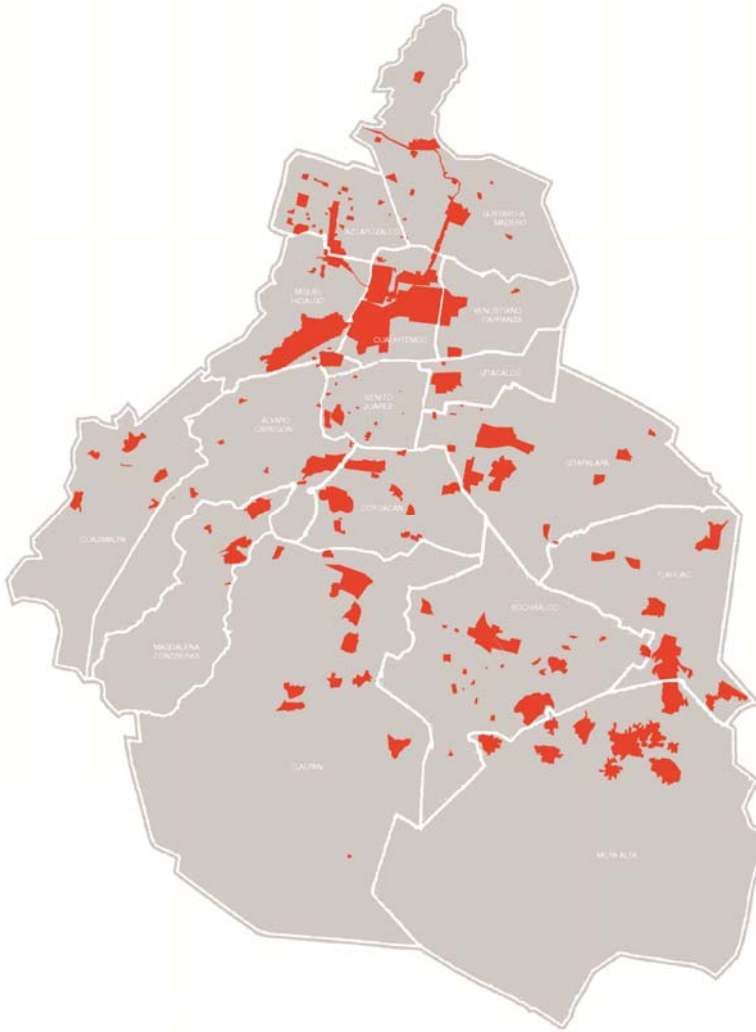 GUSTAVO A.
MADERO
AZCAPOTZALCO
MIGUEL
HIDALGO
VENUSTIANO
CARRANZA
CUAUHTEMOC
IZTACALCO
BENITO
JUAREZ
ALVARO
OBREGON
IZTAPALAPA
COYOACAN
CUAJIMALPA
TLAHUAC
XOCHIMILCO
MAGDALENA
CONTRERAS
TLALPAN
MILPA ALTA